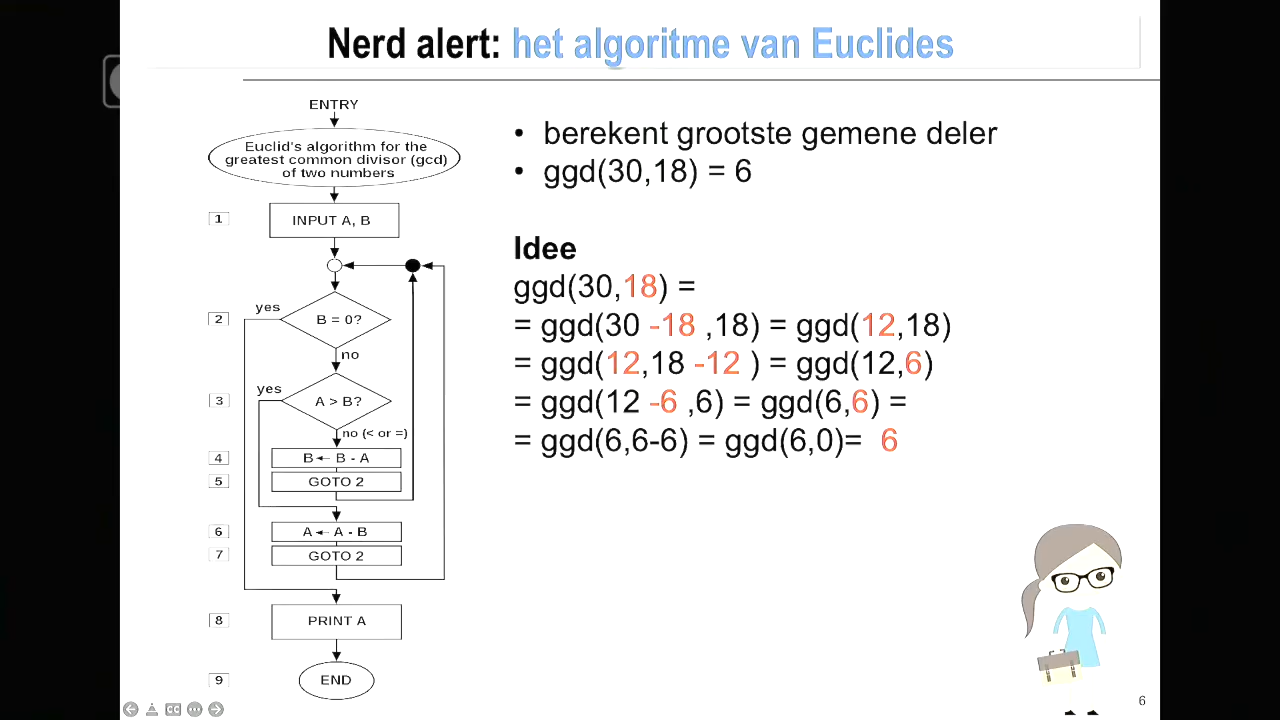 Nerd alert: het algoritme van Euclides
ENTRY
Euclid's algorithm for the
greatest common divisor (gcd)
of two numbers
1
INPUT A, B
yes
2
B = 0?
no
yes
3
A > B?
no (< or =)
4
B ← B - A
5
GOTO 2
6
A ← A - B
7
GOTO 2
8
PRINT A
9
END
• berekent grootste gemene deler
• ggd(30,18) = 6
Idee
ggd(30,18) =
= ggd(30 -18 ,18) = ggd(12,18)
= ggd(12,18 -12 ) = ggd(12,6)
= ggd(12 -6 ,6) = ggd(6,6) =
= ggd(6,6-6) = ggd(6,0)= 6
CC
6